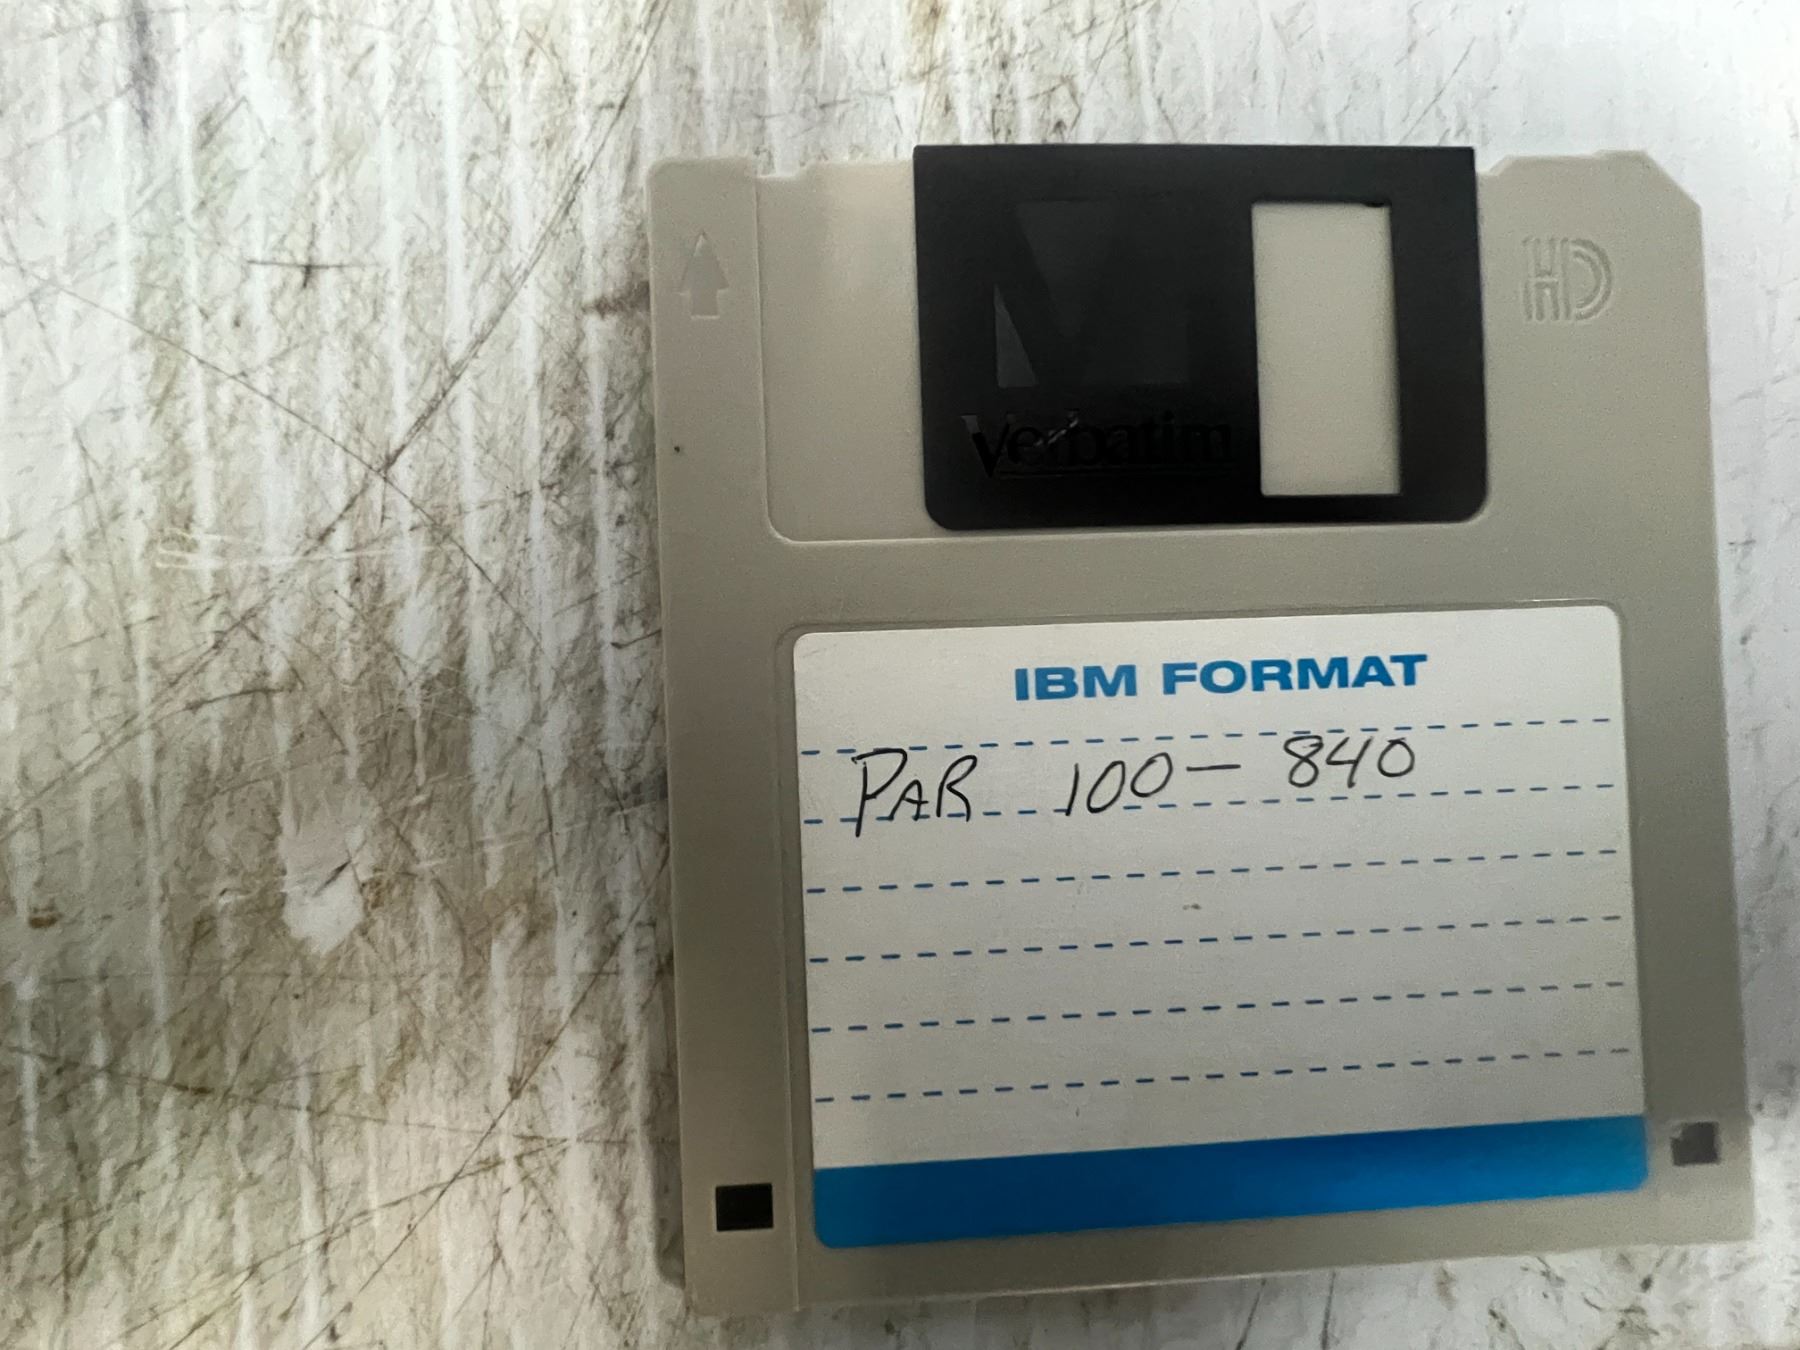 HD
Verbatim
IBM FORMAT
PAR 100-840